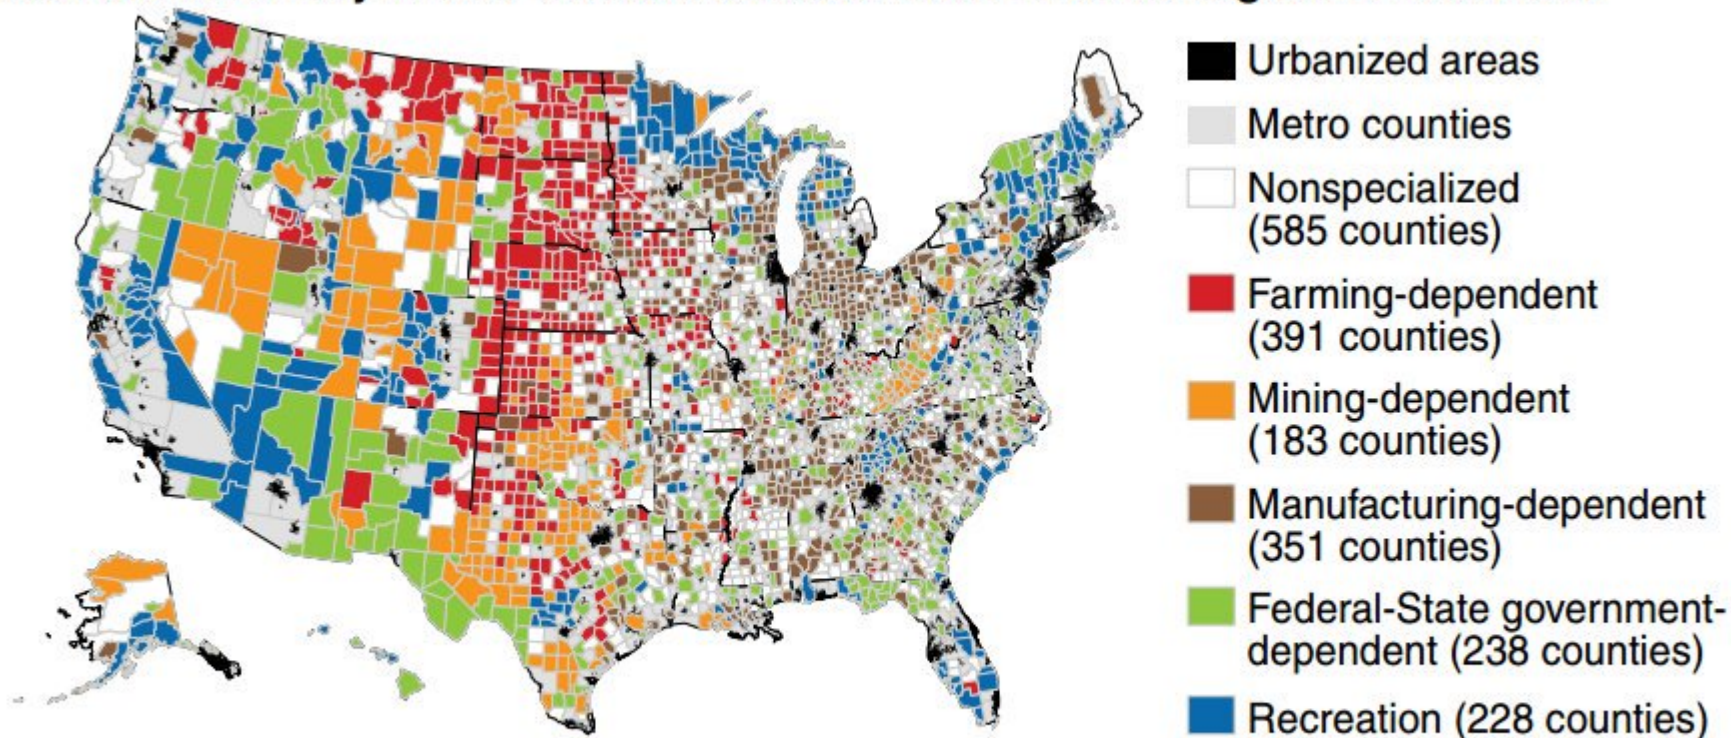 Urbanized areas
Metro counties
Nonspecialized
(585 counties)
Farming-dependent
(391 counties)
Mining-dependent
(183 counties)
Manufacturing-dependent
(351 counties)
Federal-State government-
dependent (238 counties)
Recreation (228 counties)